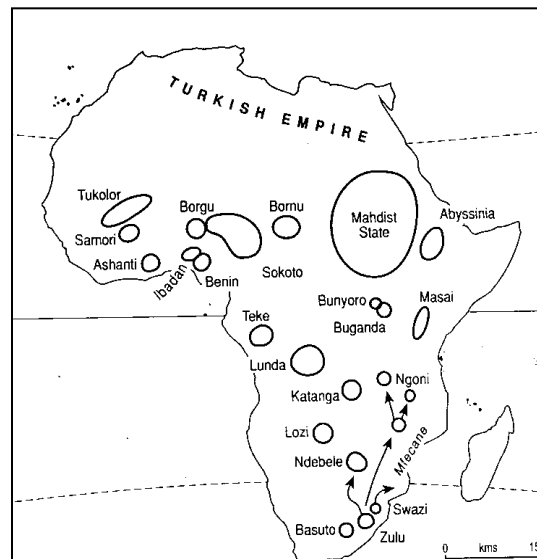 TURKISH EMPIRE
Tukolor
Borgu
Bornu
Mahdist
State
Abyssinia
Samori
Ashanti
Ibadan
Benin
Sokoto
Bunyoro
Masai
Teke
Buganda
Lunda
Ngoni
Katanga
Lozi
Mfecane
Ndebele
Swazi
Basuto
Zulu
0 kms 15